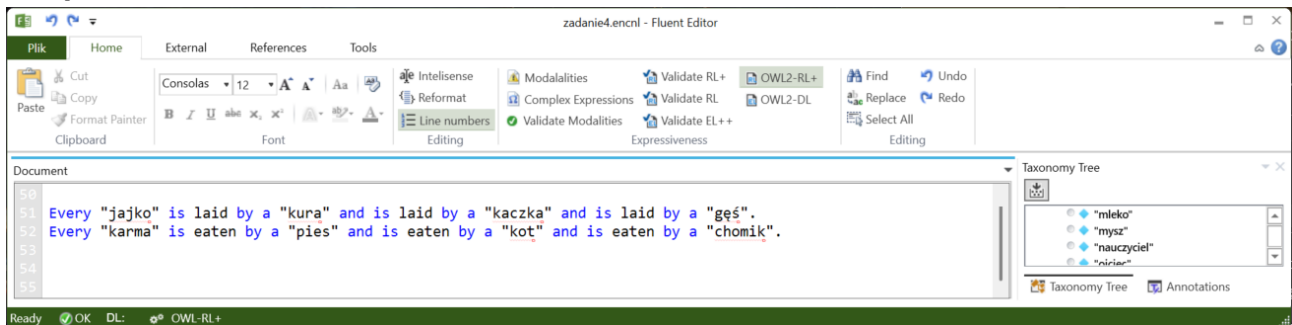 zadanie4.encnl - Fluent Editor
Plik Home External References Tools
Paste
Cut
Copy
Format Painter
Clipboard
Consolas 12 A A Aa
B I U abc x, x² A
Font
Intelisense
Reformat
Line numbers
Editing
Modalalities
Complex Expressions
Validate Modalities
Validate RL+
Validate RL
Validate EL++
OWL2-RL+
OWL2-DL
Expressiveness
Find
Replace
Select All
Undo
Redo
Editing
Document
50
51 Every "jajko" is laid by a "kura" and is laid by a "kaczka" and is laid by a "gęś".
52 Every "karma" is eaten by a "pies" and is eaten by a "kot" and is eaten by a "chomik".
53
54
55
Taxonomy Tree
"mleko"
"mysz"
"nauczyciel"
"ojciec"
Taxonomy Tree Annotations
Ready OK DL: OWL-RL+